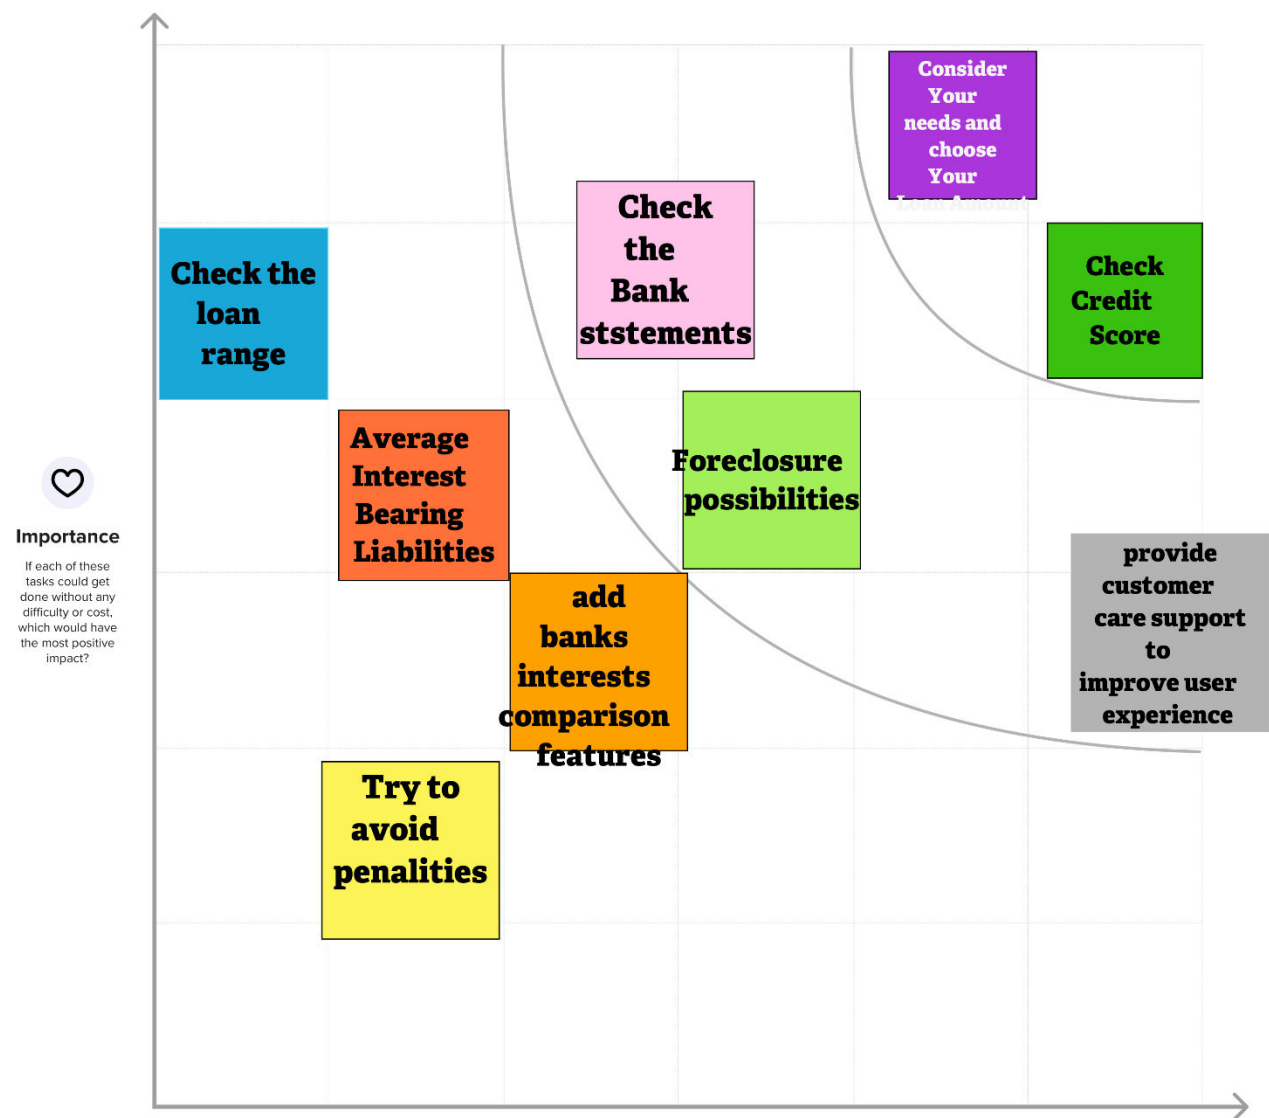 Consider
Your
needs and
choose
Your
Loan Amount
Check
the
Bank
ststements
Check the
loan
range
Check
Credit
Score
Average
Interest
Bearing
Liabilities
Foreclosure
possibilities
Importance
If each of these
tasks could get
done without any
difficulty or cost,
which would have
the most positive
impact?
provide
customer
care support
to
improve user
experience
add
banks
interests
comparison
features
Try to
avoid
penalities